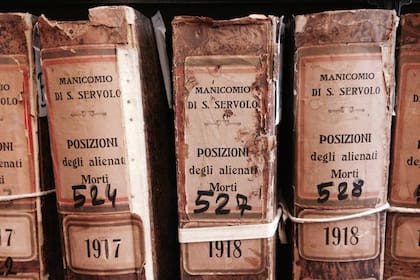 MANICOMIO
DI S. SERVOLO
POSIZIONI
degli alienati
Morti
524
1917
MANICOMIO
DI S. SERVOLO
POSIZIONI
degli alienati
Morti
527
1918
MANICOMIO
DI S. SERVOLO
POSIZIONI
degli alienati
Morti
528
1918